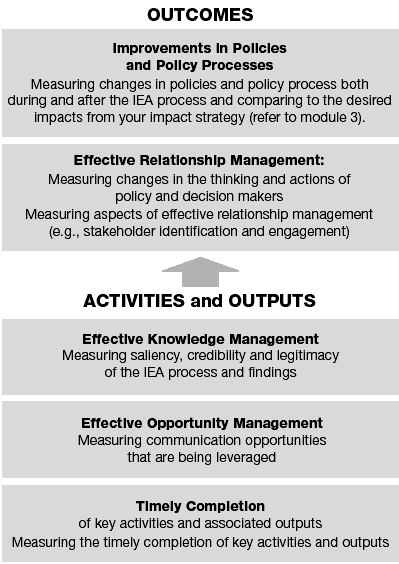 OUTCOMES
Improvements in Policies
and Policy Processes
Measuring changes in policies and policy process both
during and after the IEA process and comparing to the desired
impacts from your impact strategy (refer to module 3).
Effective Relationship Management:
Measuring changes in the thinking and actions of
policy and decision makers
Measuring aspects of effective relationship management
(e.g., stakeholder identification and engagement)
ACTIVITIES and OUTPUTS
Effective Knowledge Management
Measuring saliency, credibility and legitimacy
of the IEA process and findings
Effective Opportunity Management
Measuring communication opportunities
that are being leveraged
Timely Completion
of key activities and associated outputs
Measuring the timely completion of key activities and outputs